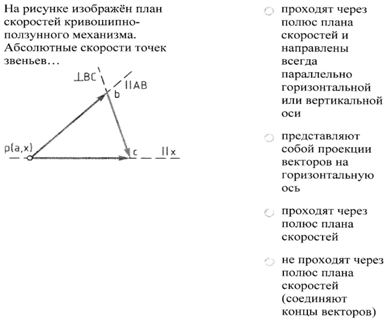 На рисунке изображён план
скоростей кривошипно-
ползунного механизма.
Абсолютные скорости точек
звеньев…
⊥BC
||AB
b
p(a,x)
c
||x
проходят через
полюс плана
скоростей и
направлены
всегда
параллельно
горизонтальной
или вертикальной
оси
представляют
собой проекции
векторов на
горизонтальную
ось
проходят через
полюс плана
скоростей
не проходят через
полюс плана
скоростей
(соединяют
концы векторов)